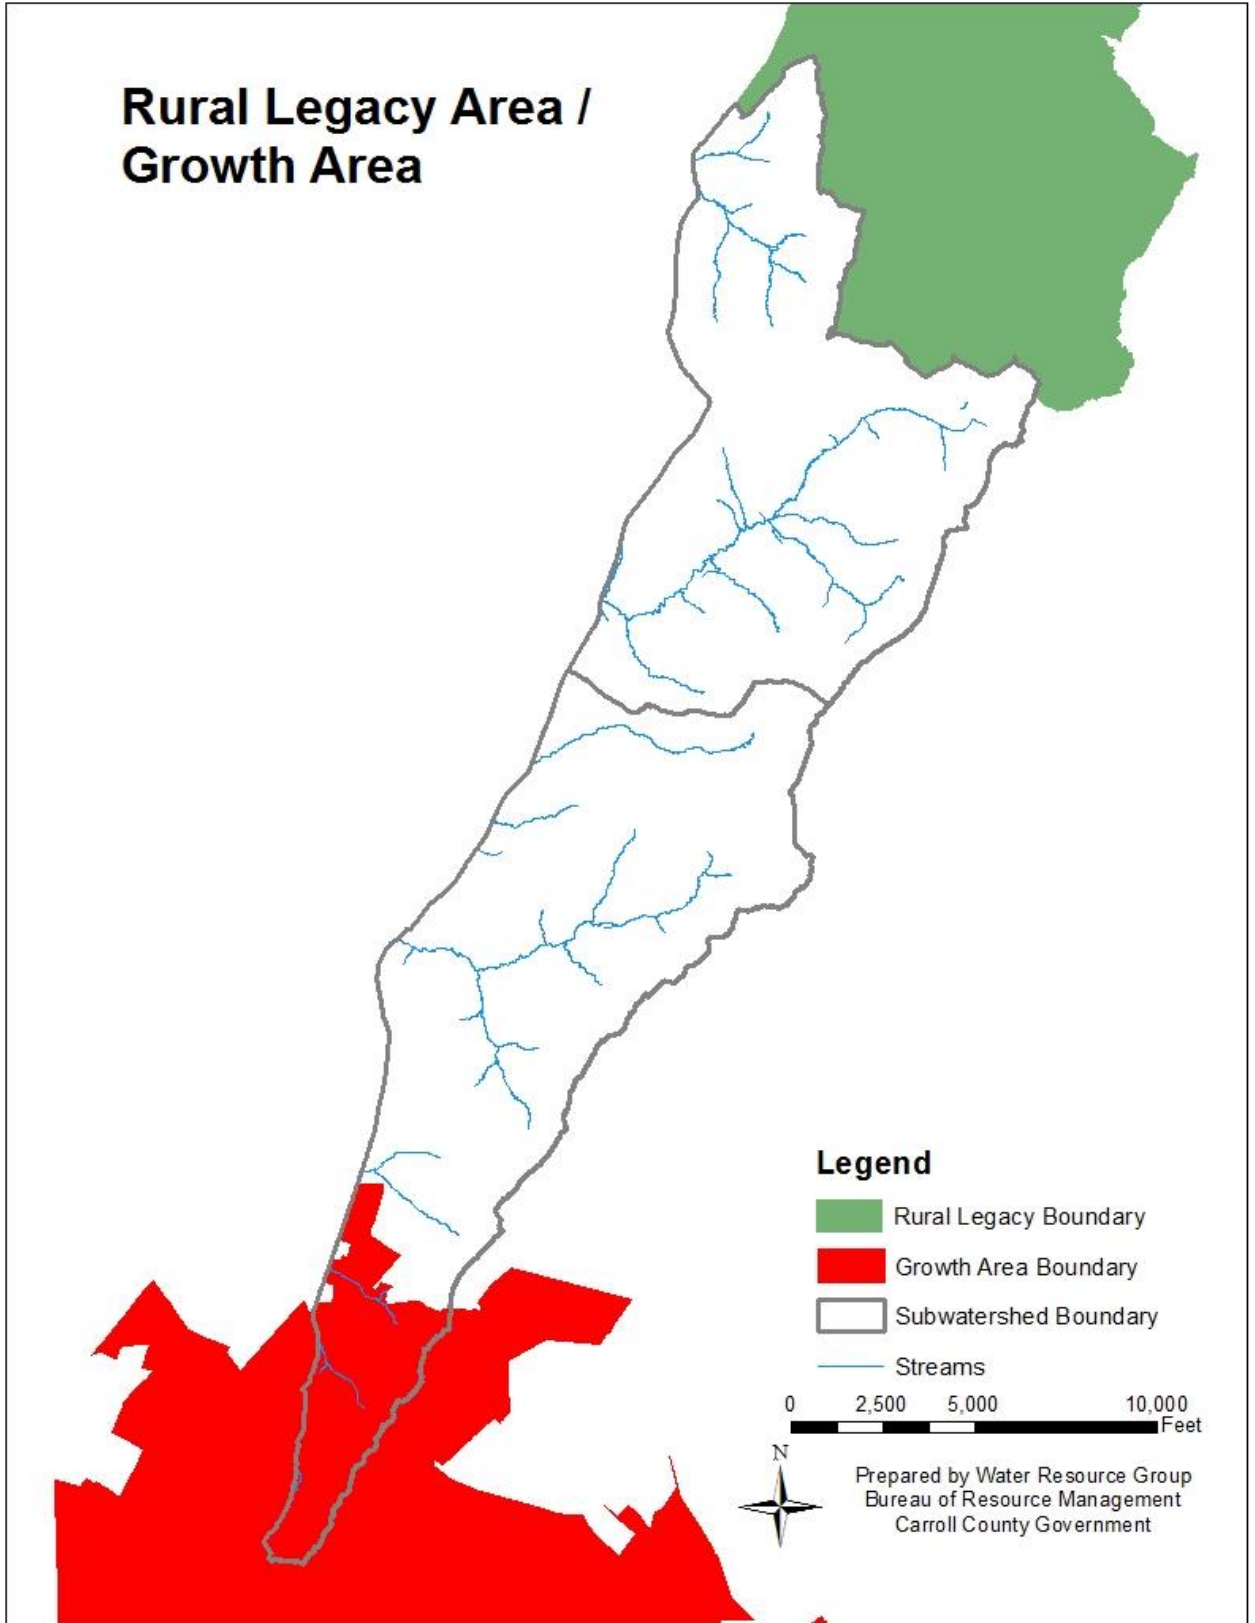 Rural Legacy Area /
Growth Area
Legend
Rural Legacy Boundary
Growth Area Boundary
Subwatershed Boundary
Streams
0 2,500 5,000 10,000
Feet
N
Prepared by Water Resource Group
Bureau of Resource Management
Carroll County Government